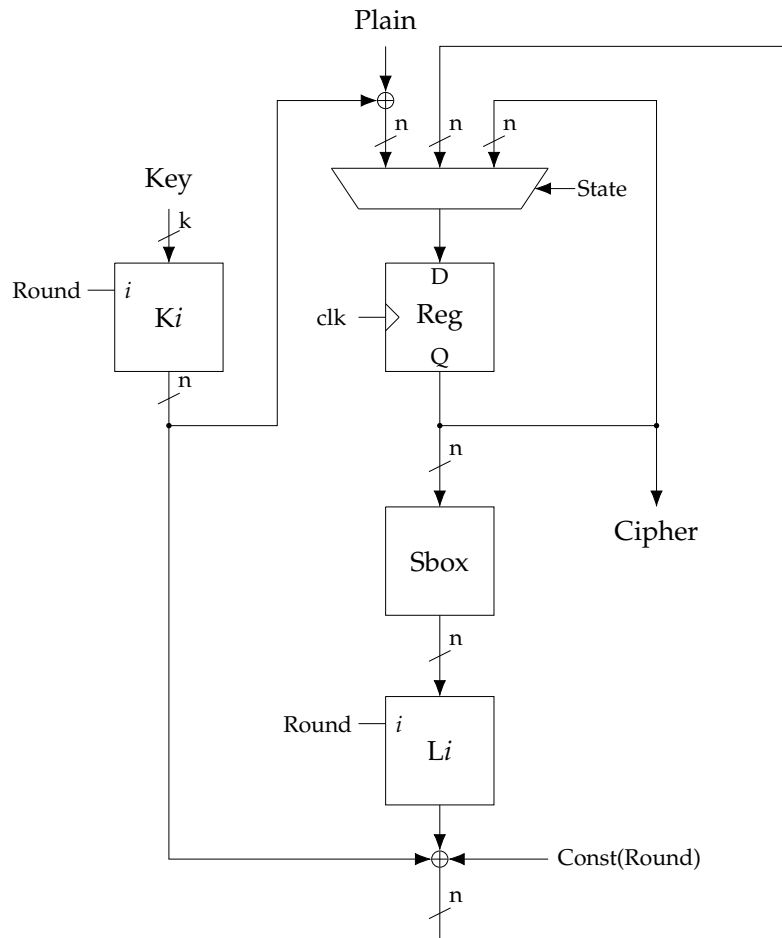 Plain
n n n
Key
State
k
Round i
D
Ki
clk Reg
Q
n
n
Sbox
Cipher
n
Round i
Li
Const(Round)
n